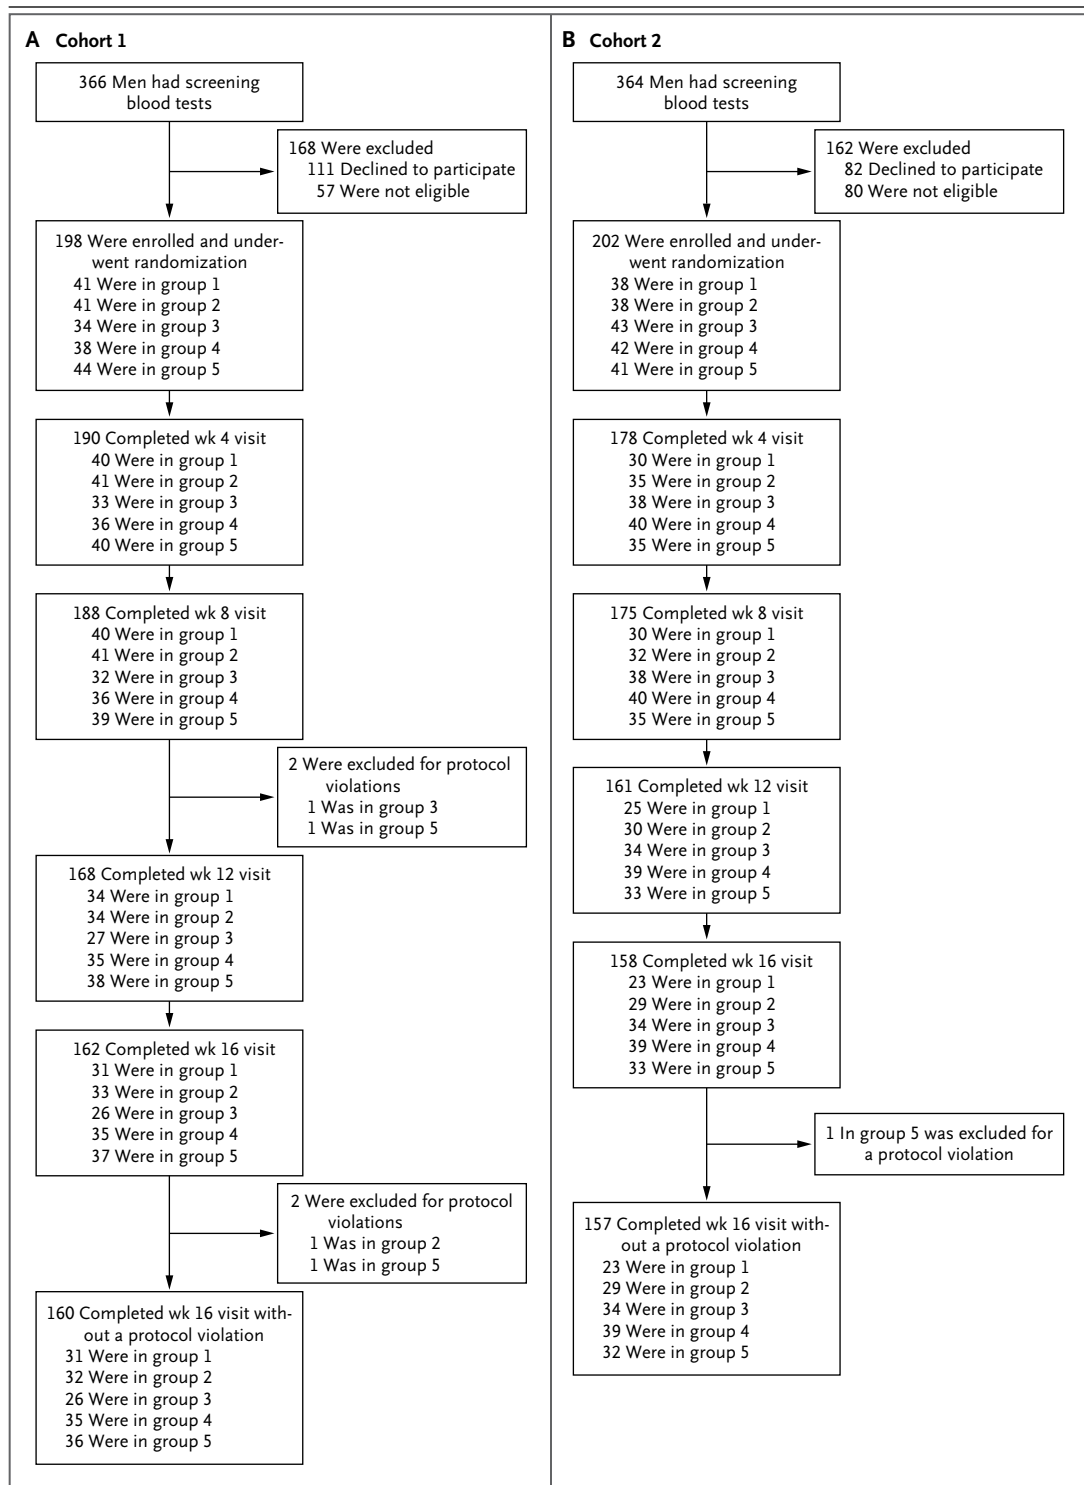 A Cohort 1
366 Men had screening
blood tests
168 Were excluded
111 Declined to participate
57 Were not eligible
198 Were enrolled and under-
went randomization
41 Were in group 1
41 Were in group 2
34 Were in group 3
38 Were in group 4
44 Were in group 5
190 Completed wk 4 visit
40 Were in group 1
41 Were in group 2
33 Were in group 3
36 Were in group 4
40 Were in group 5
188 Completed wk 8 visit
40 Were in group 1
41 Were in group 2
32 Were in group 3
36 Were in group 4
39 Were in group 5
2 Were excluded for protocol
violations
1 Was in group 3
1 Was in group 5
168 Completed wk 12 visit
34 Were in group 1
34 Were in group 2
27 Were in group 3
35 Were in group 4
38 Were in group 5
162 Completed wk 16 visit
31 Were in group 1
33 Were in group 2
26 Were in group 3
35 Were in group 4
37 Were in group 5
2 Were excluded for protocol
violations
1 Was in group 2
1 Was in group 5
160 Completed wk 16 visit with-
out a protocol violation
31 Were in group 1
32 Were in group 2
26 Were in group 3
35 Were in group 4
36 Were in group 5
B Cohort 2
364 Men had screening
blood tests
162 Were excluded
82 Declined to participate
80 Were not eligible
202 Were enrolled and under-
went randomization
38 Were in group 1
38 Were in group 2
43 Were in group 3
42 Were in group 4
41 Were in group 5
178 Completed wk 4 visit
30 Were in group 1
35 Were in group 2
38 Were in group 3
40 Were in group 4
35 Were in group 5
175 Completed wk 8 visit
30 Were in group 1
32 Were in group 2
38 Were in group 3
40 Were in group 4
35 Were in group 5
161 Completed wk 12 visit
25 Were in group 1
30 Were in group 2
34 Were in group 3
39 Were in group 4
33 Were in group 5
158 Completed wk 16 visit
23 Were in group 1
29 Were in group 2
34 Were in group 3
39 Were in group 4
33 Were in group 5
1 In group 5 was excluded for
a protocol violation
157 Completed wk 16 visit with-
out a protocol violation
23 Were in group 1
29 Were in group 2
34 Were in group 3
39 Were in group 4
32 Were in group 5